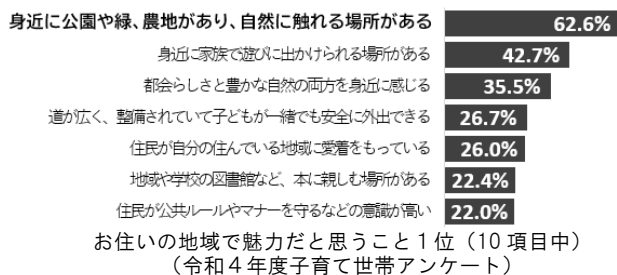 身近に公園や緑、農地があり、自然に触れる場所がある 62.6%
身近に家族で遊びに出かけられる場所がある 42.7%
都会らしさと豊かな自然の両方を身近に感じる 35.5%
道が広く、整備されていて子どもが一緒でも安全に外出できる 26.7%
住民が自分の住んでいる地域に愛着をもっている 26.0%
地域や学校の図書館など、本に親しむ場所がある 22.4%
住民が公共ルールやマナーを守るなどの意識が高い 22.0%
お住いの地域で魅力だと思うこと1位（10項目中）
（令和4年度子育て世帯アンケート）